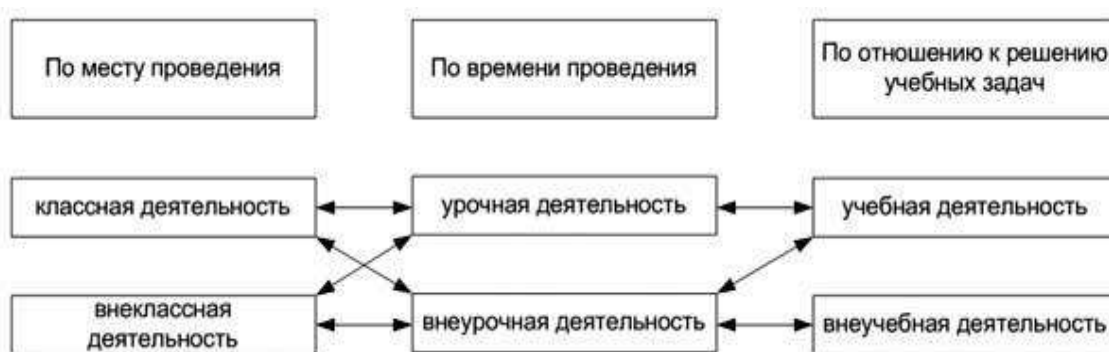 По месту проведения
По времени проведения
По отношению к решению
учебных задач
классная деятельность
урочная деятельность
учебная деятельность
внеклассная
деятельность
внеурочная деятельность
внеучебная деятельность